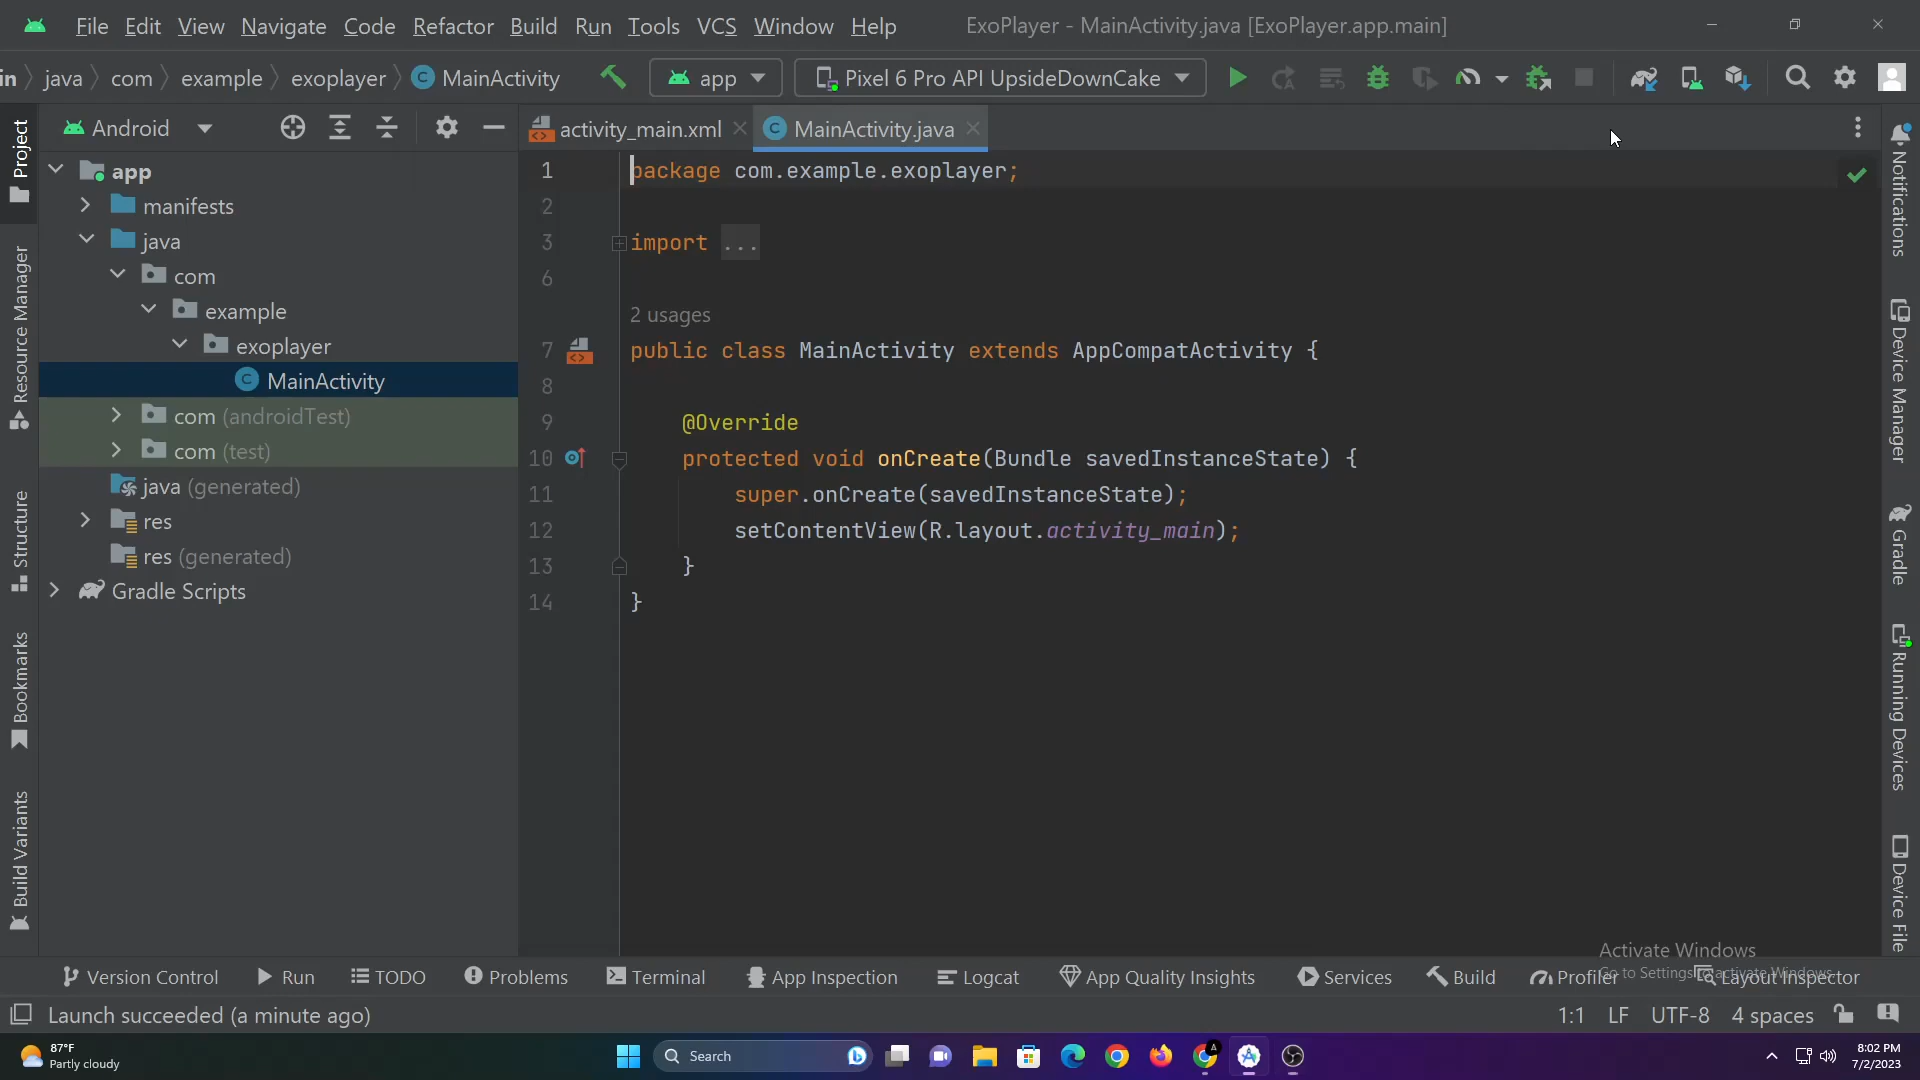 File Edit View Navigate Code Refactor Build Run Tools VCS Window Help ExoPlayer - MainActivity.java [ExoPlayer.app.main]
in java com example exoplayer MainActivity app Pixel 6 Pro API UpsideDownCake
Project
Resource Manager
Structure
Bookmarks
Build Variants
Android
app
manifests
java
com
example
exoplayer
MainActivity
com (androidTest)
com (test)
java (generated)
res
res (generated)
Gradle Scripts
activity_main.xml MainActivity.java
1 package com.example.exoplayer;
2
3 import ...
6
2 usages
7 public class MainActivity extends AppCompatActivity {
8
9 @Override
10 protected void onCreate(Bundle savedInstanceState) {
11 super.onCreate(savedInstanceState);
12 setContentView(R.layout.activity_main);
13 }
14 }
Notifications
Device Manager
Gradle
Running Devices
Device File
Activate Windows
Go to Settings to activate Windows.
Version Control Run TODO Problems Terminal App Inspection Logcat App Quality Insights Services Build Profiler Layout Inspector
Launch succeeded (a minute ago) 1:1 LF UTF-8 4 spaces
87°F
Partly cloudy
Search
8:02 PM
7/2/2023